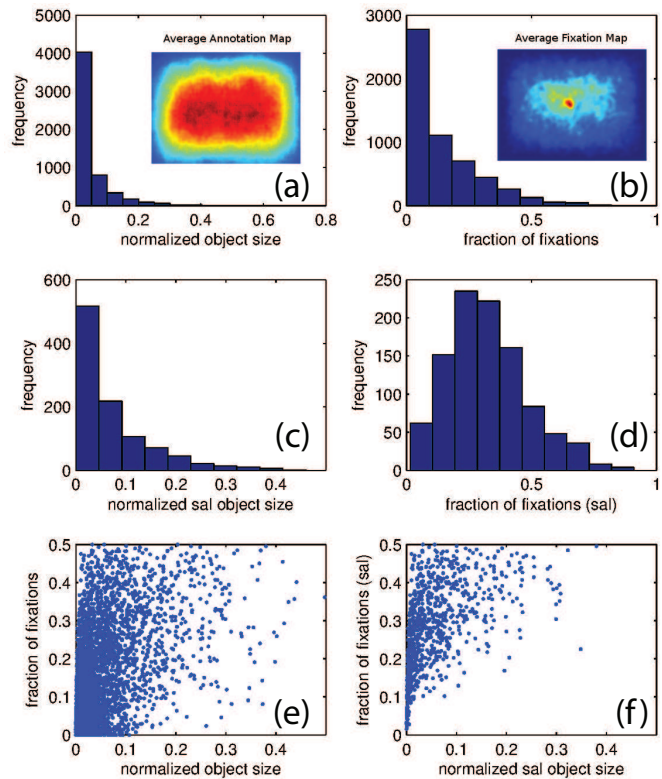 Average Annotation Map
5000
4000
3000
2000
1000
0
frequency
0 0.2 0.4 0.6 0.8
normalized object size
(a)
Average Fixation Map
3000
2000
1000
0
frequency
0 0.5 1
fraction of fixations
(b)
600
400
200
0
frequency
0 0.1 0.2 0.3 0.4
normalized sal object size
(c)
250
200
150
100
50
0
frequency
0 0.5 1
fraction of fixations (sal)
(d)
0.5
0.4
0.3
0.2
0.1
0
fraction of fixations
0 0.1 0.2 0.3 0.4
normalized object size
(e)
0.5
0.4
0.3
0.2
0.1
0
fraction of fixations (sal)
0 0.1 0.2 0.3 0.4 0.5
normalized sal object size
(f)